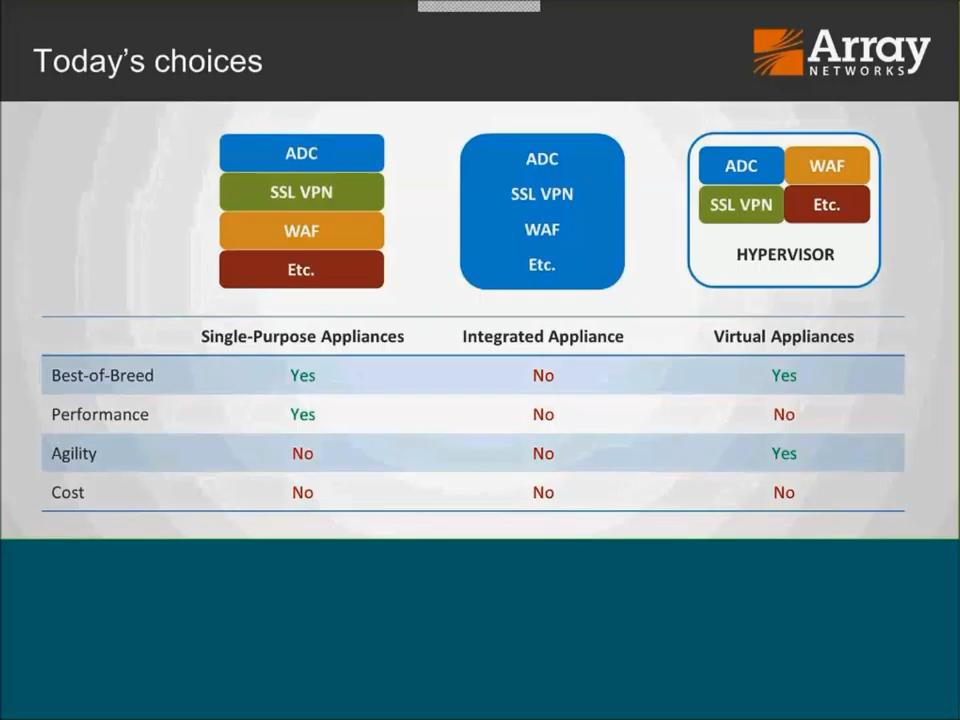 Today's choices
Array
NETWORKS
ADC
SSL VPN
WAF
Etc.
ADC
SSL VPN
WAF
Etc.
ADC WAF
SSL VPN Etc.
HYPERVISOR
Single-Purpose Appliances Integrated Appliance Virtual Appliances
Best-of-Breed Yes No Yes
Performance Yes No No
Agility No No Yes
Cost No No No